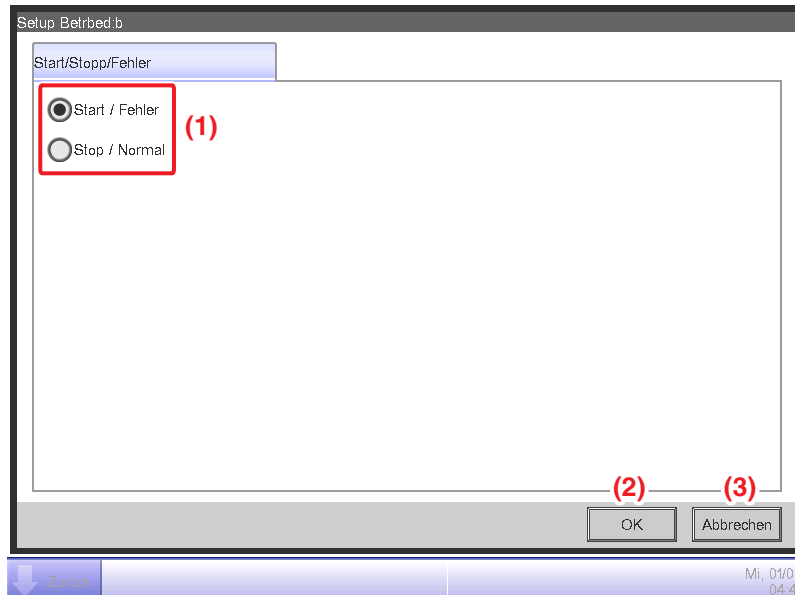 Setup Betrbed:b
Start/Stopp/Fehler
Start / Fehler
(1)
Stop / Normal
(2)
(3)
OK
Abbrechen
Zurück
Mi, 01/0
04:4